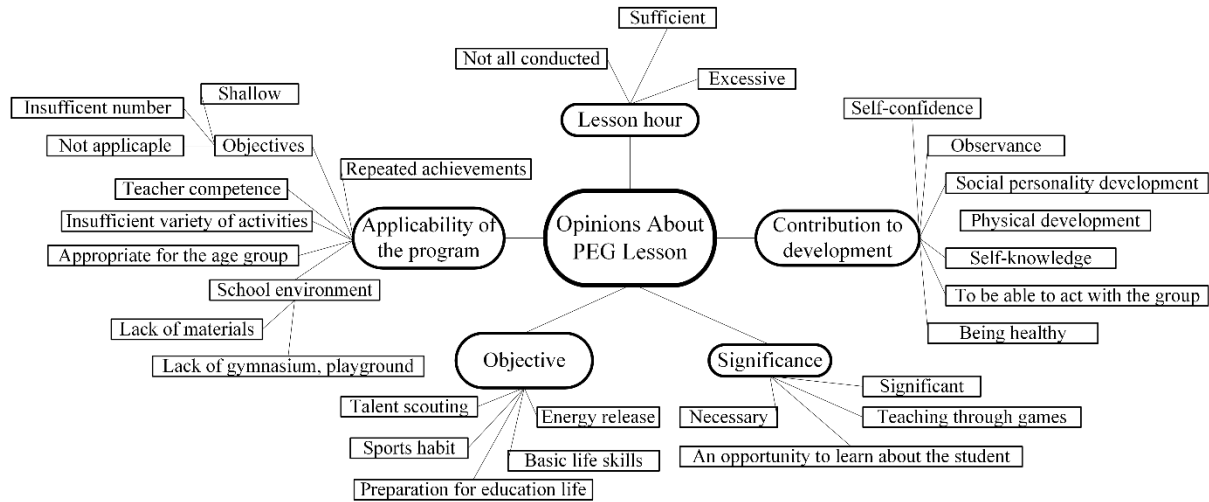 Sufficient
Not all conducted
Excessive
Lesson hour
Shallow
Insufficent number
Not applicaple
Objectives
Repeated achievements
Teacher competence
Insufficient variety of activities
Appropriate for the age group
School environment
Lack of materials
Lack of gymnasium, playground
Applicability of
the program
Opinions About
PEG Lesson
Contribution to
development
Self-confidence
Observance
Social personality development
Physical development
Self-knowledge
To be able to act with the group
Being healthy
Objective
Talent scouting
Energy release
Sports habit
Basic life skills
Preparation for education life
Significance
Significant
Necessary
Teaching through games
An opportunity to learn about the student